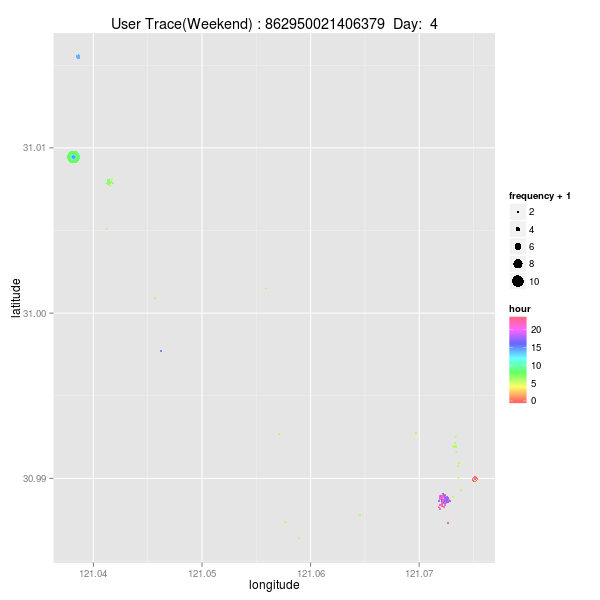 User Trace(Weekend) : 862950021406379  Day:  4
latitude
31.01
31.00
30.99
121.04 121.05 121.06 121.07
longitude
frequency + 1
2
4
6
8
10
hour
20
15
10
5
0